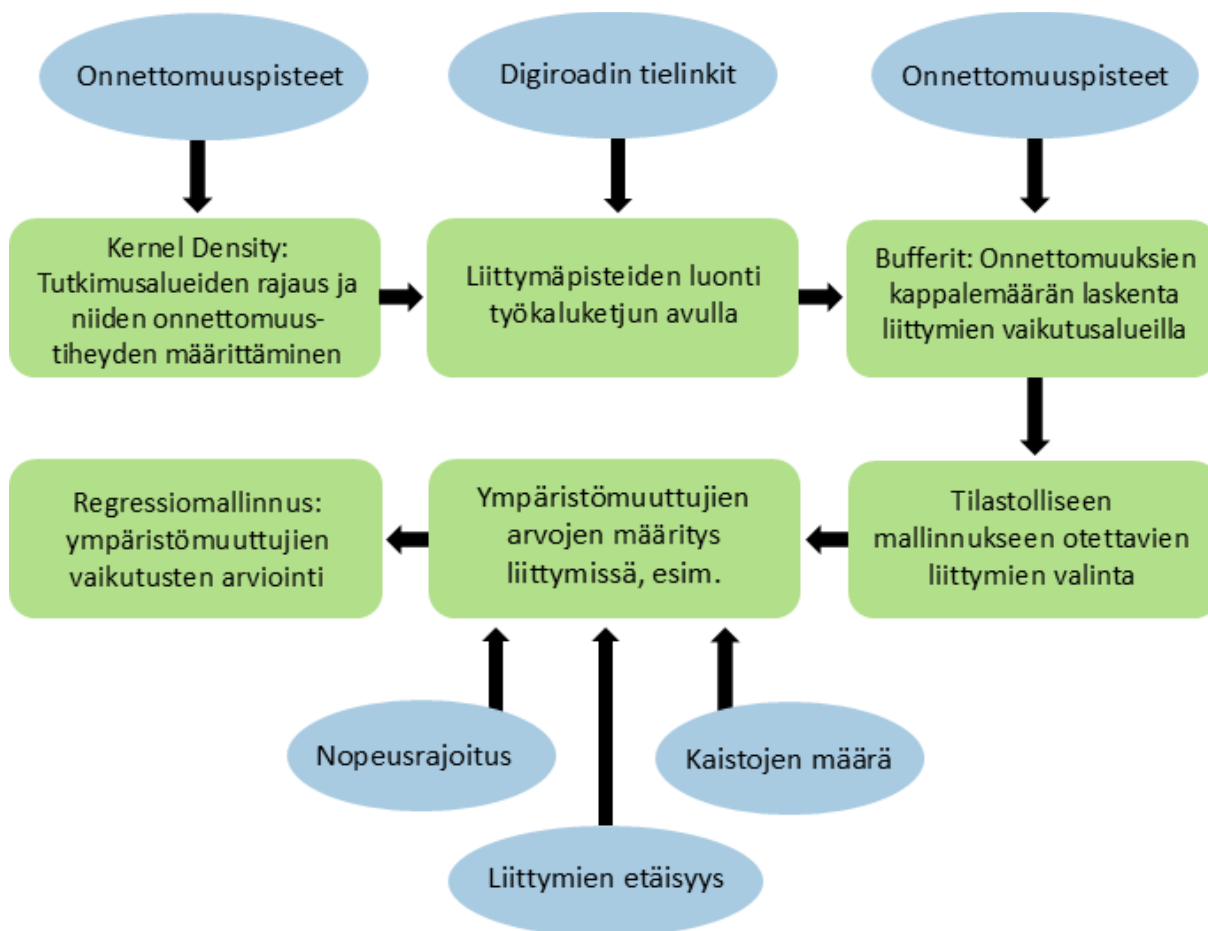 Onnettomuuspisteet
Digiroadin tielinkit
Onnettomuuspisteet
Kernel Density:
Tutkimusalueiden rajaus ja
niiden onnettomuus-
tiheyden määrittäminen
Liittymäpisteiden luonti
työkaluketjun avulla
Bufferit: Onnettomuuksien
kappalemäärän laskenta
liittymien vaikutusalueilla
Regressiomallinnus:
ympäristömuuttujien
vaikutusten arviointi
Ympäristömuuttujien
arvojen määritys
liittymissä, esim.
Tilastolliseen
mallinnukseen otettavien
liittymien valinta
Nopeusrajoitus
Kaistojen määrä
Liittymien etäisyys